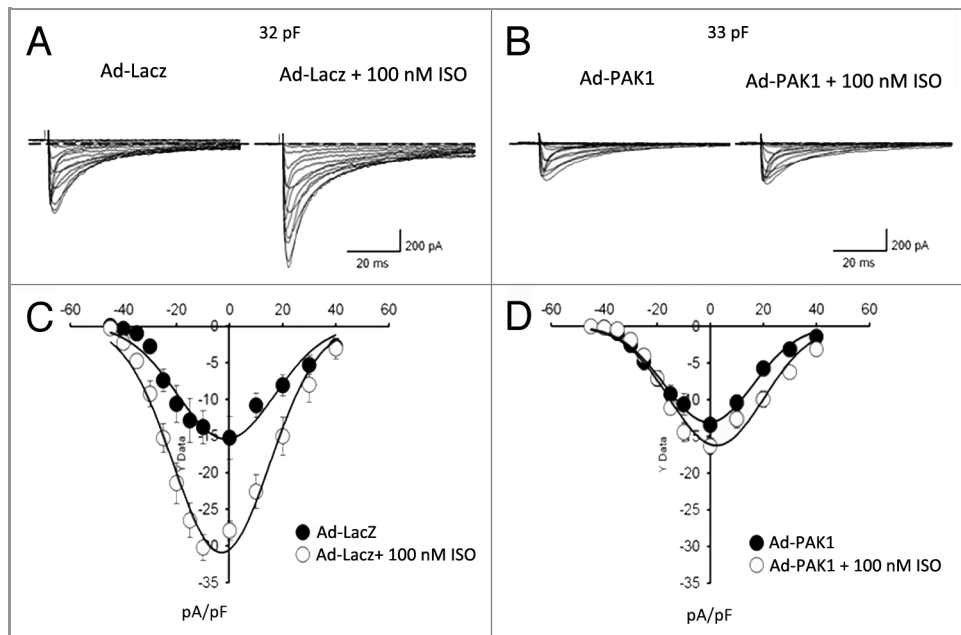 A
32 pF
Ad-Lacz
Ad-Lacz + 100 nM ISO
200 pA
20 ms
B
33 pF
Ad-PAK1
Ad-PAK1 + 100 nM ISO
200 pA
20 ms
C
-60 -40 -20 0 20 40 60
0
-5
-10
-15
-20
-25
-30
-35
Y Data
Ad-LacZ
Ad-Lacz+ 100 nM ISO
pA/pF
D
-60 -40 -20 0 20 40 60
0
-5
-10
-15
-20
-25
-30
-35
Y Data
Ad-PAK1
Ad-PAK1 + 100 nM ISO
pA/pF